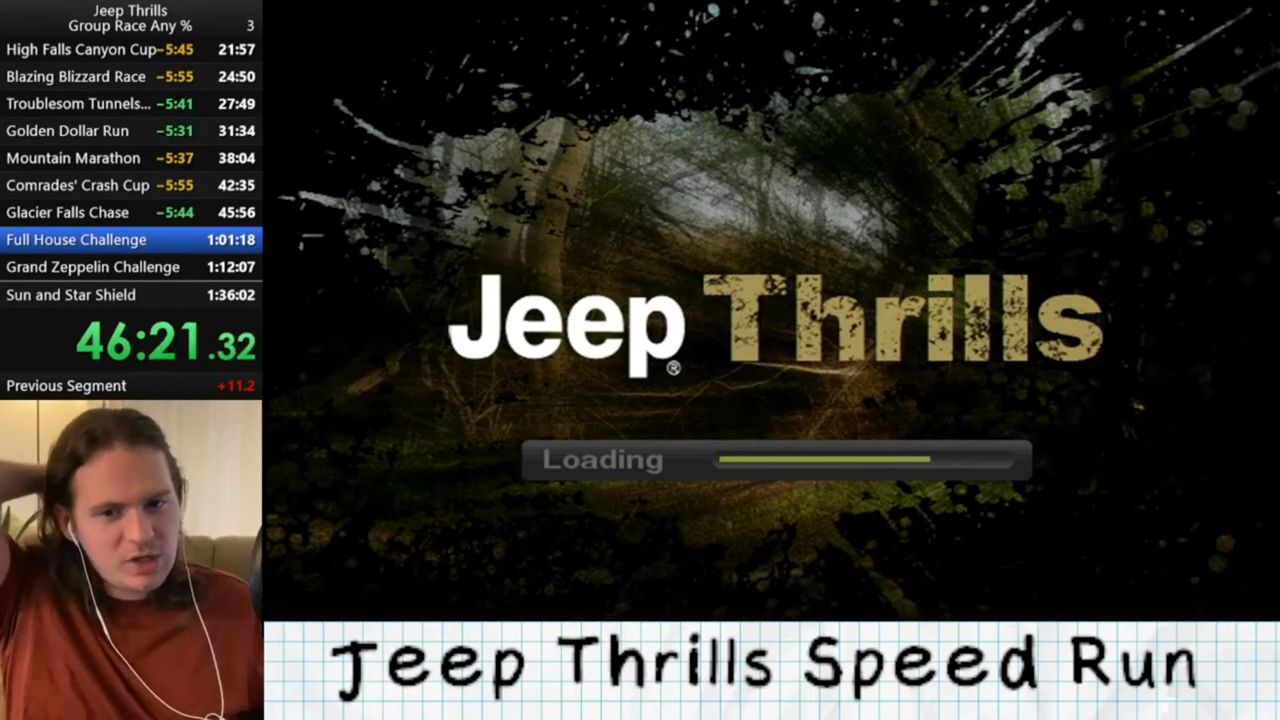 Jeep Thrills
Group Race Any % 3
High Falls Canyon Cup -5:45 21:57
Blazing Blizzard Race -5:55 24:50
Troublesom Tunnels... -5:41 27:49
Golden Dollar Run -5:31 31:34
Mountain Marathon -5:37 38:04
Comrades' Crash Cup -5:55 42:35
Glacier Falls Chase -5:44 45:56
Full House Challenge 1:01:18
Grand Zeppelin Challenge 1:12:07
Sun and Star Shield 1:36:02
46:21.32
Previous Segment +11.2
Jeep® Thrills
Loading
Jeep Thrills Speed Run